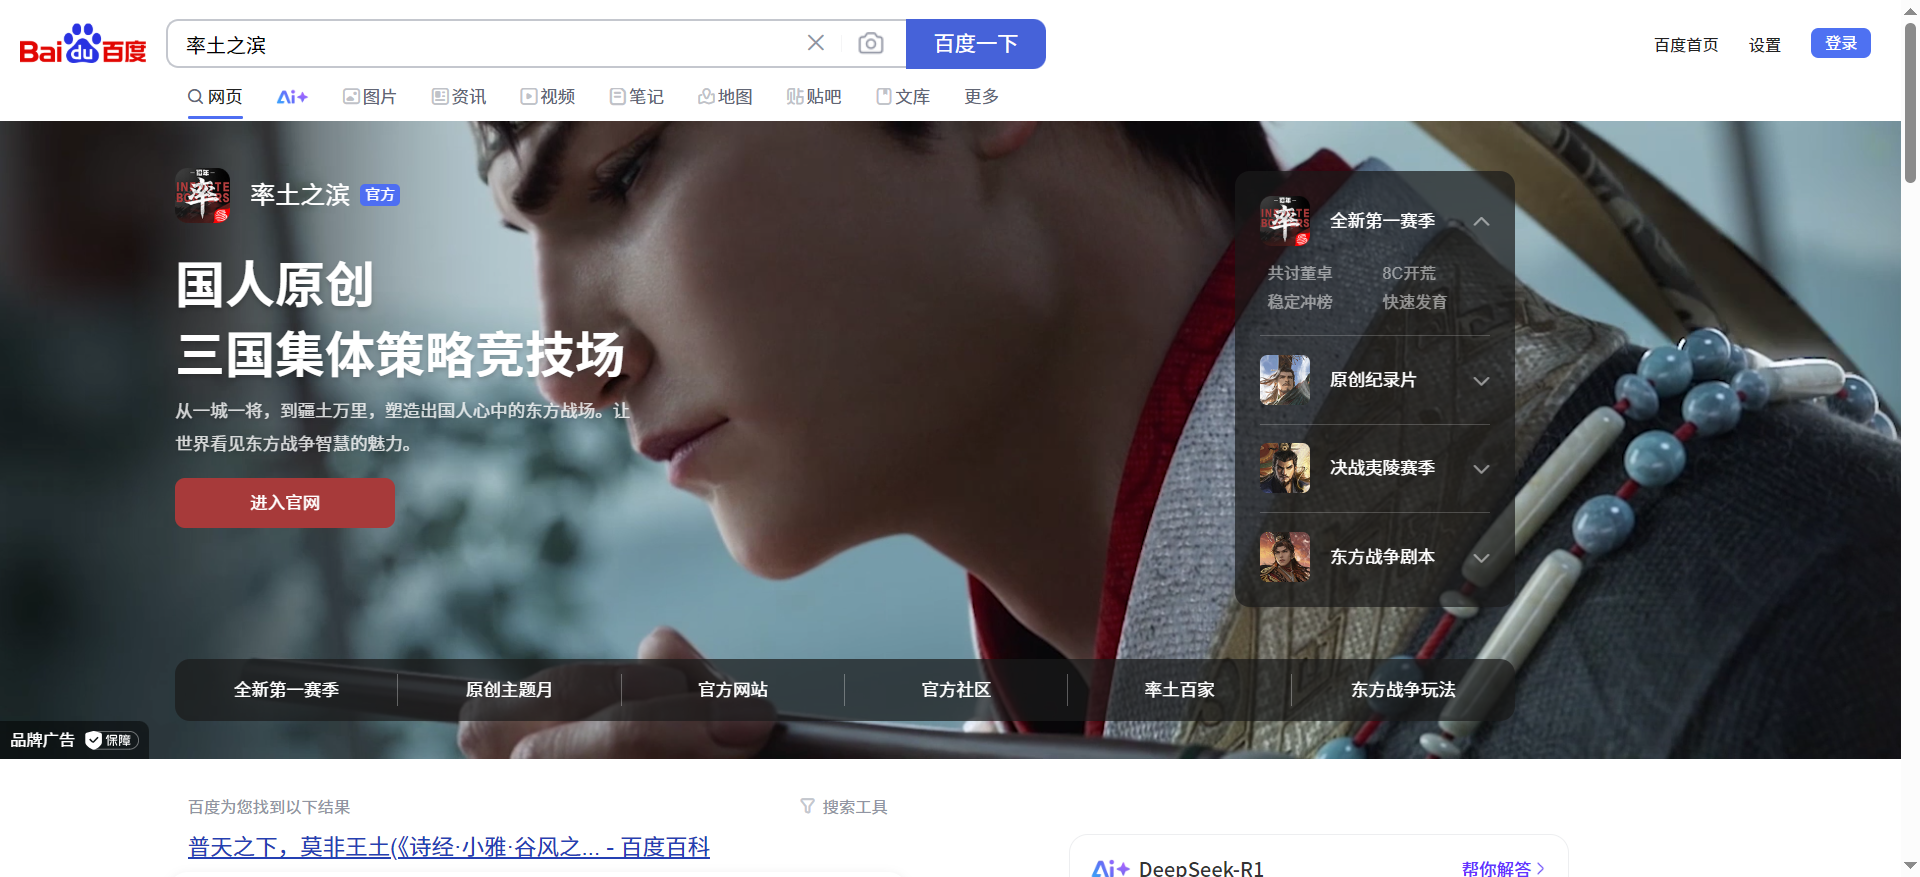 Bai du 百度
率土之滨
百度一下
百度首页
设置
登录
网页
Ai+
图片
资讯
视频
笔记
地图
贴吧
文库
更多
率土之滨 官方
国人原创
三国集体策略竞技场
从一城一将，到疆土万里，塑造出国人心中的东方战场。让
世界看见东方战争智慧的魅力。
进入官网
全新第一赛季
共讨董卓 8C开荒
稳定冲榜 快速发育
原创纪录片
决战夷陵赛季
东方战争剧本
全新第一赛季
原创主题月
官方网站
官方社区
率土百家
东方战争玩法
品牌广告 保障
百度为您找到以下结果
搜索工具
普天之下，莫非王土(《诗经·小雅·谷风之... - 百度百科
Ai+ DeepSeek-R1
帮你解答